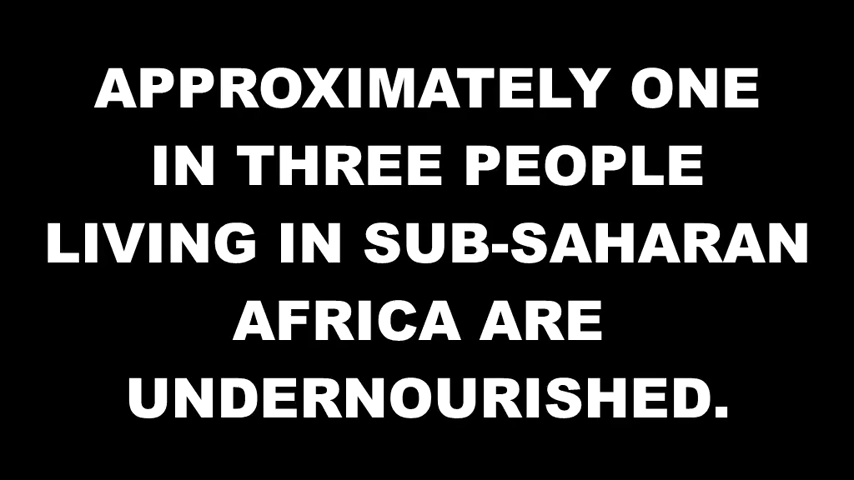 APPROXIMATELY ONE
IN THREE PEOPLE
LIVING IN SUB-SAHARAN
AFRICA ARE
UNDERNOURISHED.